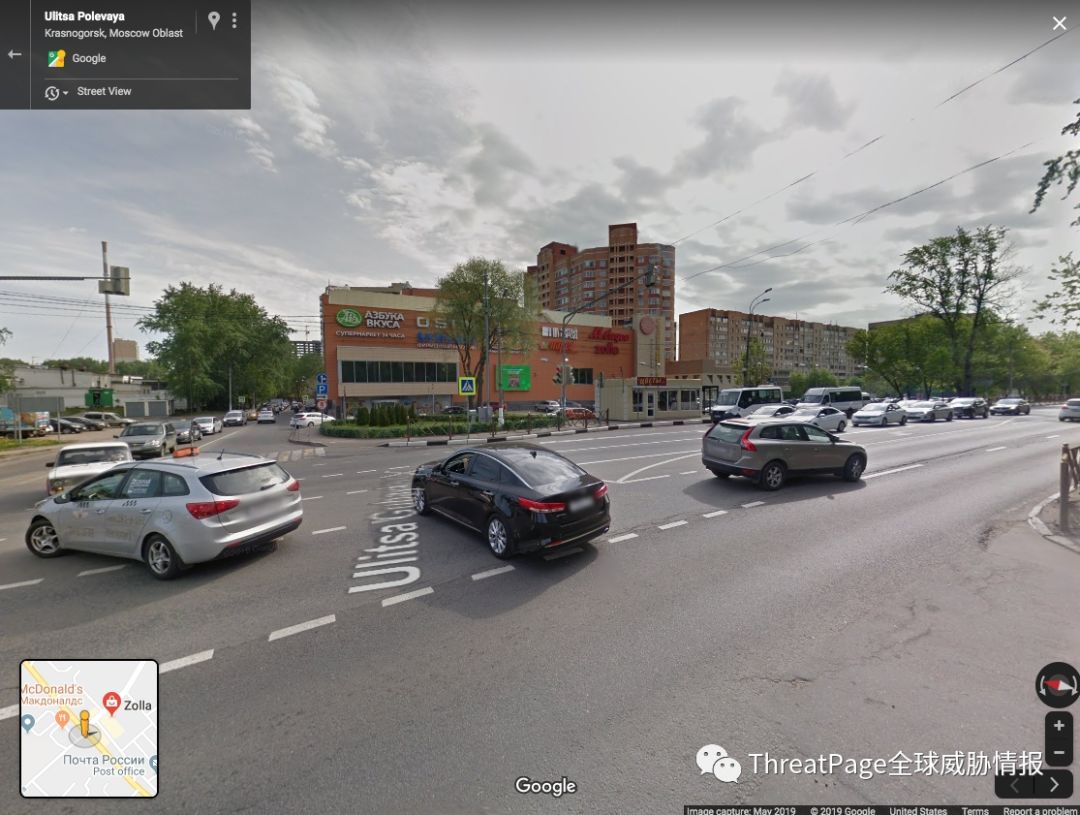 Ulitsa Polevaya
Krasnogorsk, Moscow Oblast
Google
Street View
АЗБУКА
ВКУСА
СУПЕРМАРКЕТ 24 ЧАСА
ЦВЕТЫ
zolla
Ulitsa
McDonald's
Макдоналдс
Zolla
Почта России
Post office
Google
ThreatPage全球威胁情报
Image capture: May 2019 © 2019 Google United States Terms Report a problem